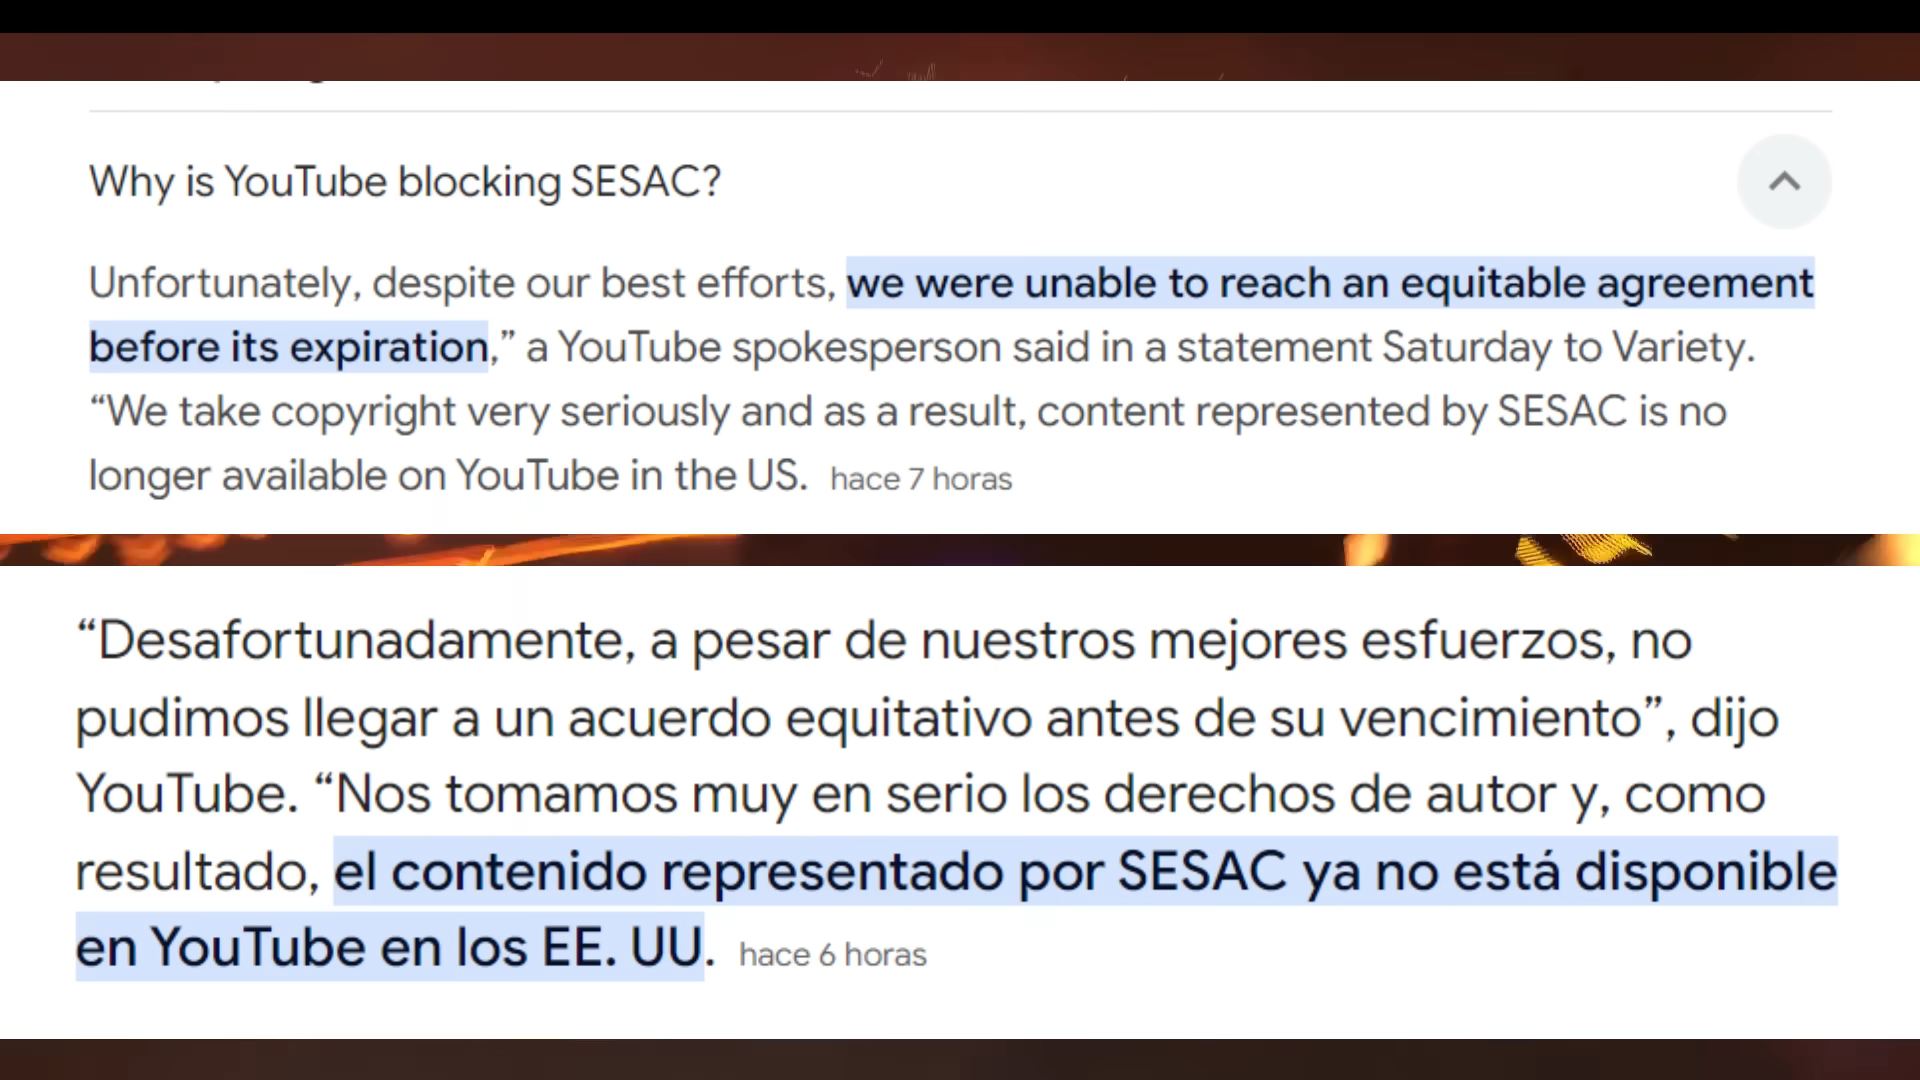 Why is YouTube blocking SESAC?
Unfortunately, despite our best efforts, we were unable to reach an equitable agreement
before its expiration,” a YouTube spokesperson said in a statement Saturday to Variety.
“We take copyright very seriously and as a result, content represented by SESAC is no
longer available on YouTube in the US. hace 7 horas
“Desafortunadamente, a pesar de nuestros mejores esfuerzos, no
pudimos llegar a un acuerdo equitativo antes de su vencimiento”, dijo
YouTube. “Nos tomamos muy en serio los derechos de autor y, como
resultado, el contenido representado por SESAC ya no está disponible
en YouTube en los EE. UU. hace 6 horas